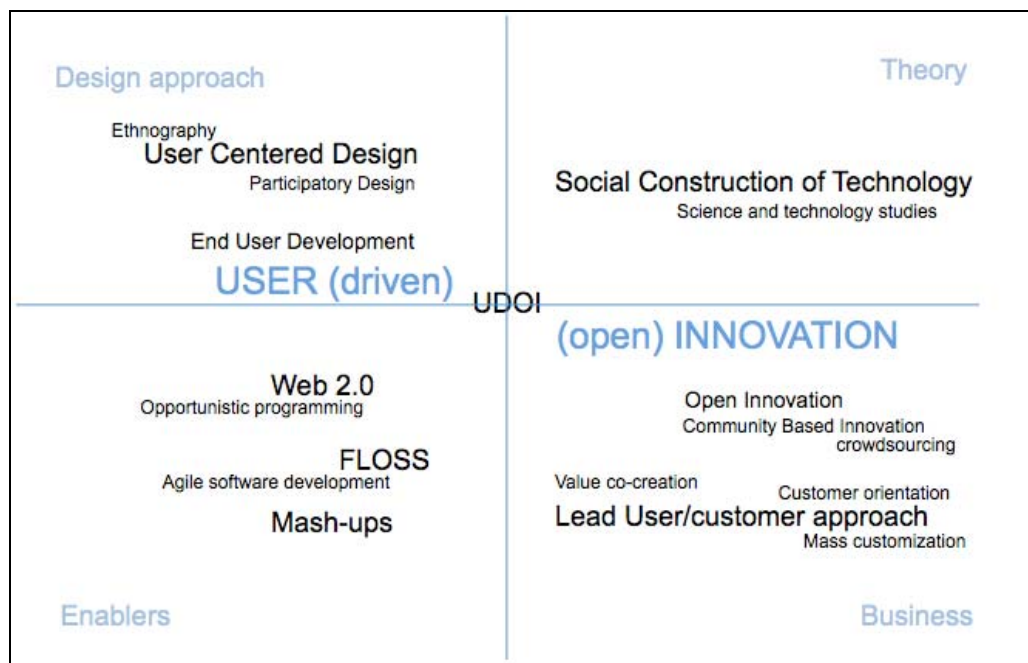 Design approach
Ethnography
User Centered Design
Participatory Design
End User Development
USER (driven)
Theory
Social Construction of Technology
Science and technology studies
UDOI
Web 2.0
Opportunistic programming
FLOSS
Agile software development
Mash-ups
Enablers
(open) INNOVATION
Open Innovation
Community Based Innovation
crowdsourcing
Value co-creation
Customer orientation
Lead User/customer approach
Mass customization
Business